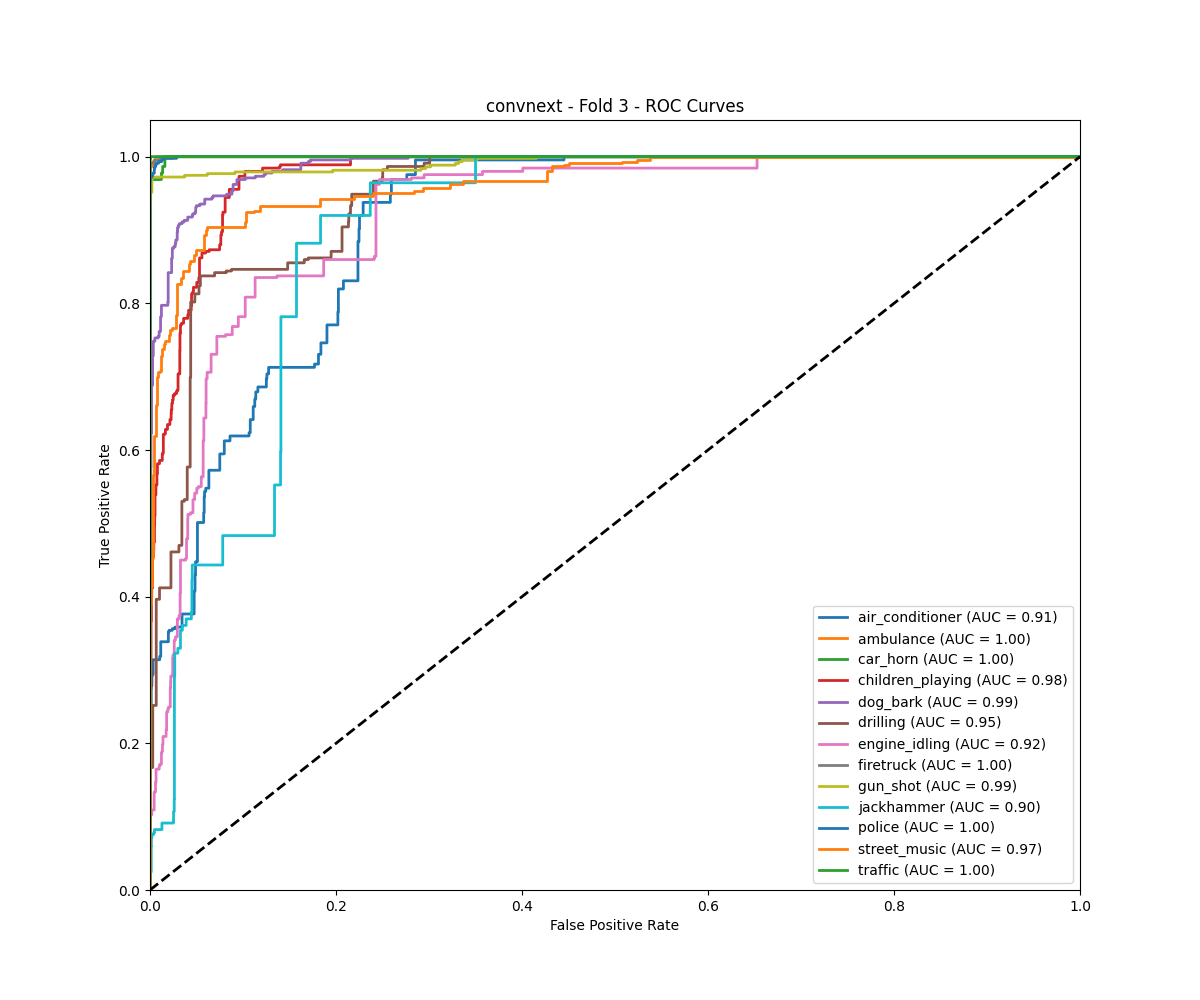 convnext - Fold 3 - ROC Curves
1.0
0.8
0.6
0.4
0.2
0.0
True Positive Rate
air_conditioner (AUC = 0.91)
ambulance (AUC = 1.00)
car_horn (AUC = 1.00)
children_playing (AUC = 0.98)
dog_bark (AUC = 0.99)
drilling (AUC = 0.95)
engine_idling (AUC = 0.92)
firetruck (AUC = 1.00)
gun_shot (AUC = 0.99)
jackhammer (AUC = 0.90)
police (AUC = 1.00)
street_music (AUC = 0.97)
traffic (AUC = 1.00)
0.0 0.2 0.4 0.6 0.8 1.0
False Positive Rate